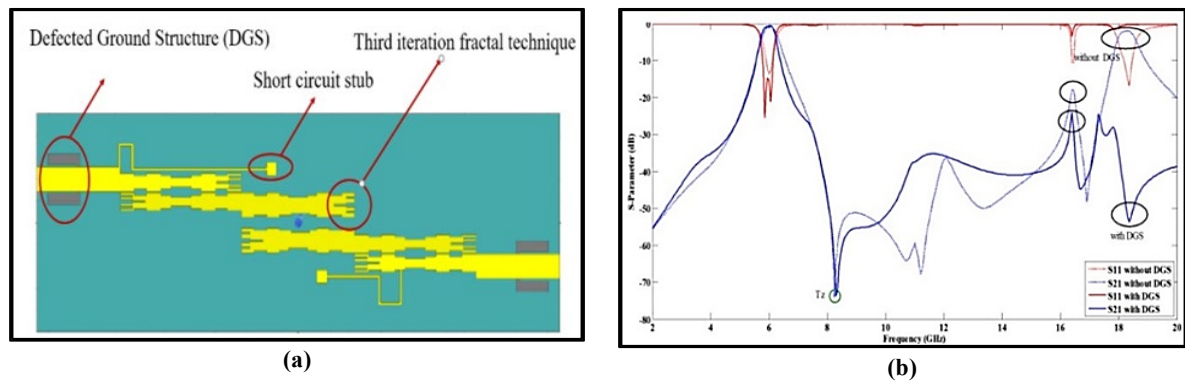 Defected Ground Structure (DGS)
Third iteration fractal technique
Short circuit stub
(a)
0
-10
-20
-30
-40
-50
-60
-70
-80
S-Parameter (dB)
without DGS
with DGS
Tz
S11 without DGS
S21 without DGS
S11 with DGS
S21 with DGS
2
4
6
8
10
12
14
16
18
20
Frequency (GHz)
(b)